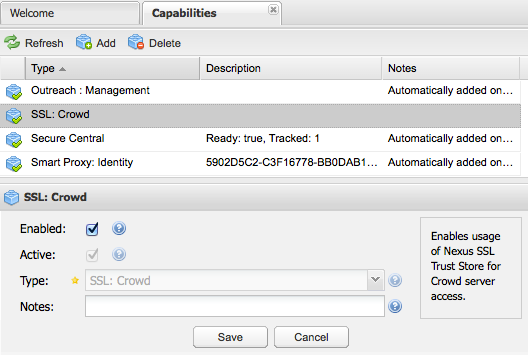 Welcome Capabilities
Refresh Add Delete
Type Description Notes
Outreach : Management Automatically added on...
SSL: Crowd
Secure Central Ready: true, Tracked: 1 Automatically added on...
Smart Proxy: Identity 5902D5C2-C3F16778-BB0DAB1... Automatically added on...
SSL: Crowd
Enabled:
Active:
Type: SSL: Crowd
Notes:
Enables usage
of Nexus SSL
Trust Store for
Crowd server
access.
Save Cancel